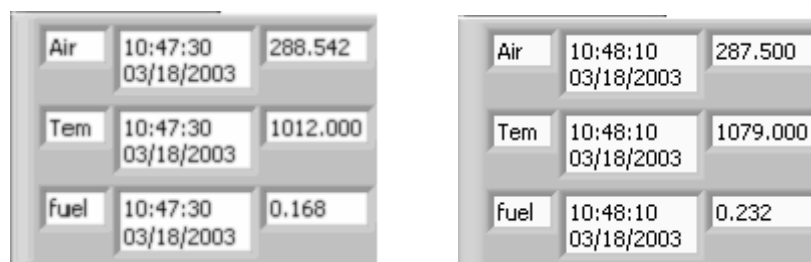 Air 10:47:30 288.542
03/18/2003
Tem 10:47:30 1012.000
03/18/2003
fuel 10:47:30 0.168
03/18/2003
Air 10:48:10 287.500
03/18/2003
Tem 10:48:10 1079.000
03/18/2003
fuel 10:48:10 0.232
03/18/2003